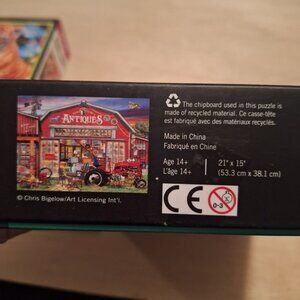 ANTIQUES
The chipboard used in this puzzle is
made of recycled material. Ce casse-tête
est fabriqué avec des matériaux recyclés.
Made in China
Fabriqué en Chine
Age 14+
L'âge 14+
21" x 15"
(53.3 cm x 38.1 cm)
CE
0-3
© Chris Bigelow/Art Licensing Int'l.